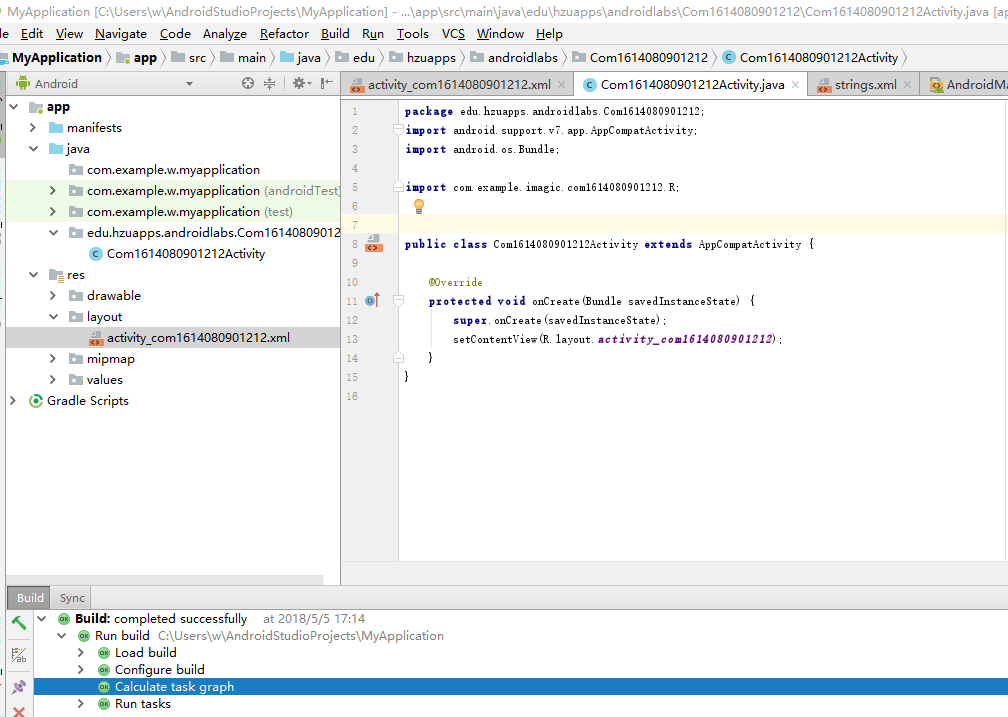 MyApplication [C:\Users\w\AndroidStudioProjects\MyApplication] - ...\app\src\main\java\edu\hzuapps\androidlabs\Com1614080901212\Com1614080901212Activity.java [ap
le Edit View Navigate Code Analyze Refactor Build Run Tools VCS Window Help
MyApplication app src main java edu hzuapps androidlabs Com1614080901212 Com1614080901212Activity
Android
activity_com1614080901212.xml Com1614080901212Activity.java strings.xml AndroidMa
app
manifests
java
com.example.w.myapplication
com.example.w.myapplication (androidTest)
com.example.w.myapplication (test)
edu.hzuapps.androidlabs.Com1614080901212
Com1614080901212Activity
res
drawable
layout
activity_com1614080901212.xml
mipmap
values
Gradle Scripts
1 package edu.hzuapps.androidlabs.Com1614080901212;
2 import android.support.v7.app.AppCompatActivity;
3 import android.os.Bundle;
4
5 import com.example.imagic.com1614080901212.R;
6
7
8 public class Com1614080901212Activity extends AppCompatActivity {
9
10 @Override
11 protected void onCreate(Bundle savedInstanceState) {
12 super.onCreate(savedInstanceState);
13 setContentView(R.layout.activity_com1614080901212);
14 }
15 }
16
Build Sync
Build: completed successfully at 2018/5/5 17:14
Run build C:\Users\w\AndroidStudioProjects\MyApplication
Load build
Configure build
Calculate task graph
Run tasks